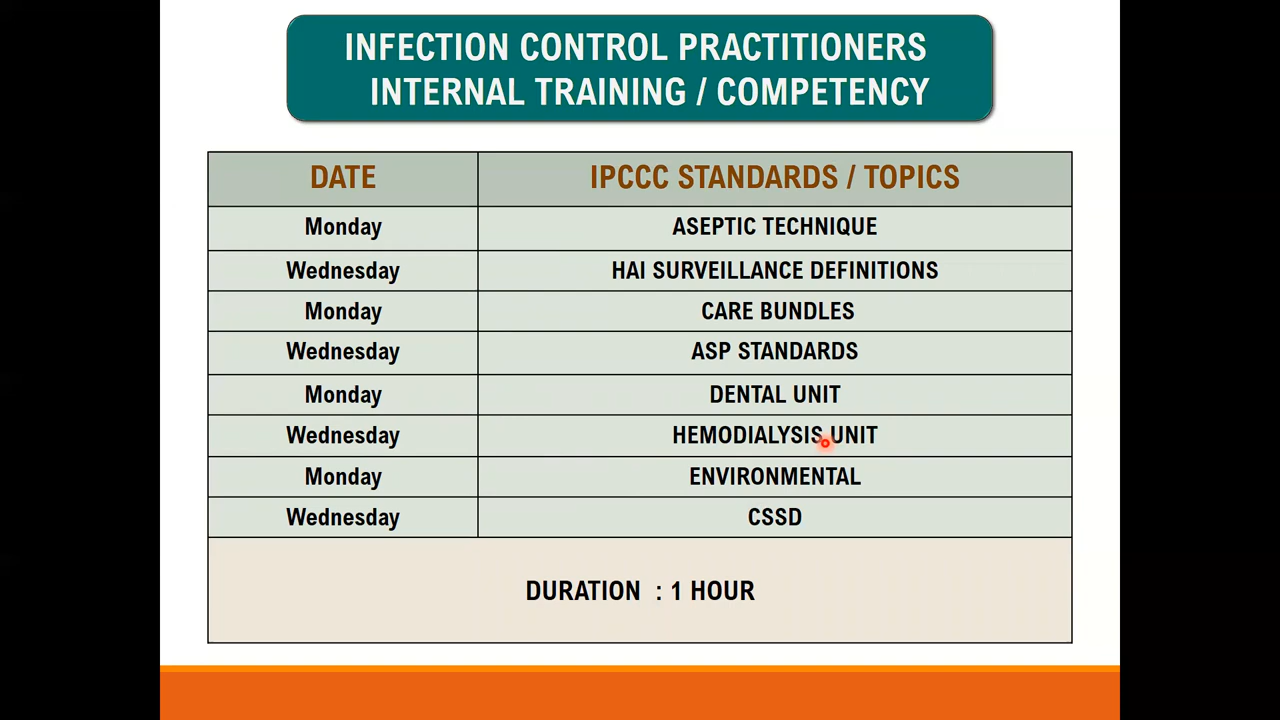 INFECTION CONTROL PRACTITIONERS
INTERNAL TRAINING / COMPETENCY
DATE IPCCC STANDARDS / TOPICS
Monday ASEPTIC TECHNIQUE
Wednesday HAI SURVEILLANCE DEFINITIONS
Monday CARE BUNDLES
Wednesday ASP STANDARDS
Monday DENTAL UNIT
Wednesday HEMODIALYSIS UNIT
Monday ENVIRONMENTAL
Wednesday CSSD
DURATION : 1 HOUR